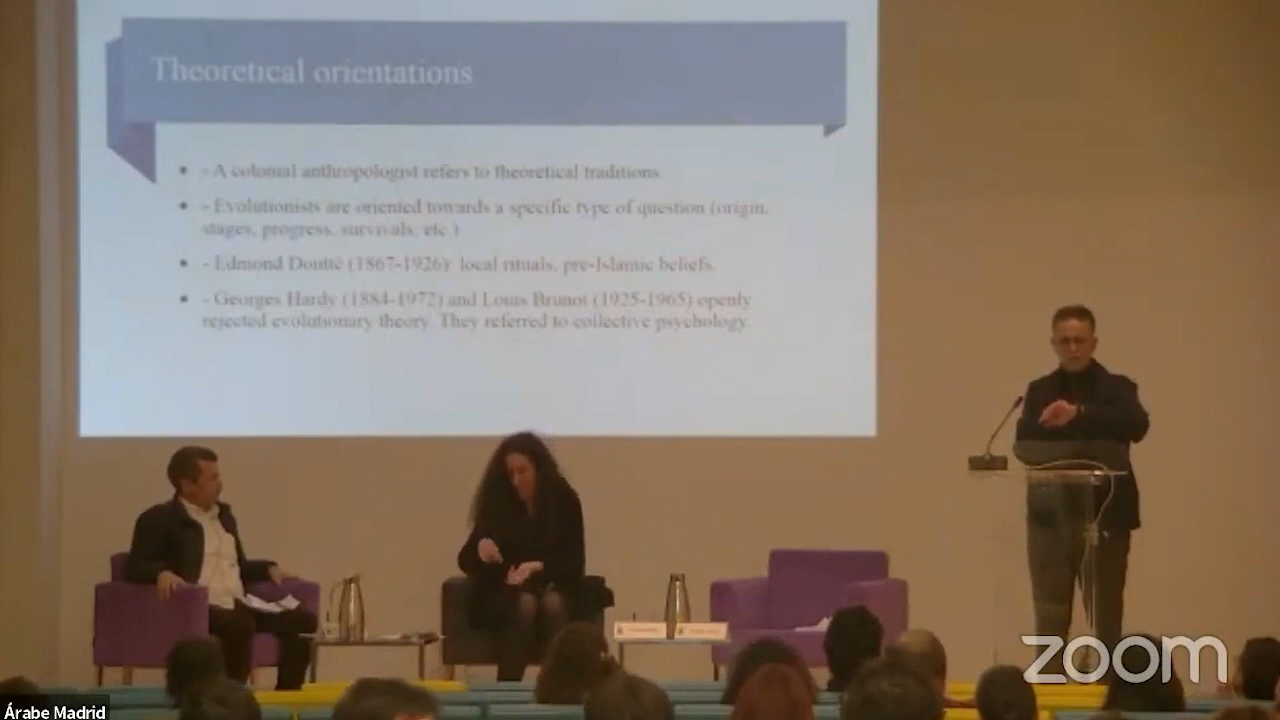 Theoretical orientations
• - A colonial anthropologist refers to theoretical traditions
• - Evolutionists are oriented towards a specific type of question (origin,
stages, progress, survivals, etc.)
• - Edmond Doutté (1867-1926): local rituals, pre-Islamic beliefs.
• - Georges Hardy (1884-1972) and Louis Brunot (1925-1965) openly
rejected evolutionary theory. They referred to collective psychology.
zoom
Árabe Madrid